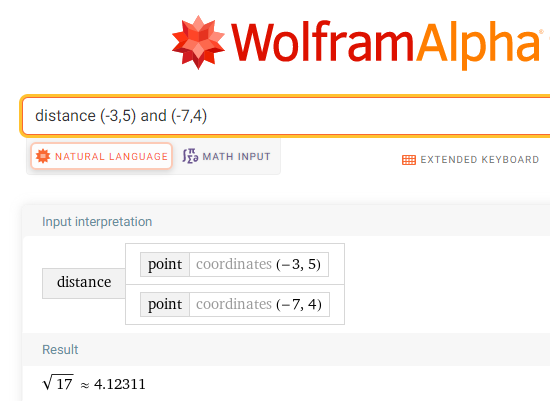 WolframAlpha
distance (-3,5) and (-7,4)
NATURAL LANGUAGE
MATH INPUT
EXTENDED KEYBOARD
Input interpretation
distance
point coordinates (−3, 5)
point coordinates (−7, 4)
Result
√17 ≈ 4.12311